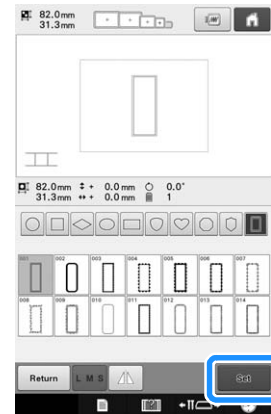 82.0mm
31.3mm
82.0mm + 0.0mm 0.0°
31.3mm + 0.0mm 1
001 002 003 004 005 006 007
008 009 010 011 012 013 014
Return L M S Set